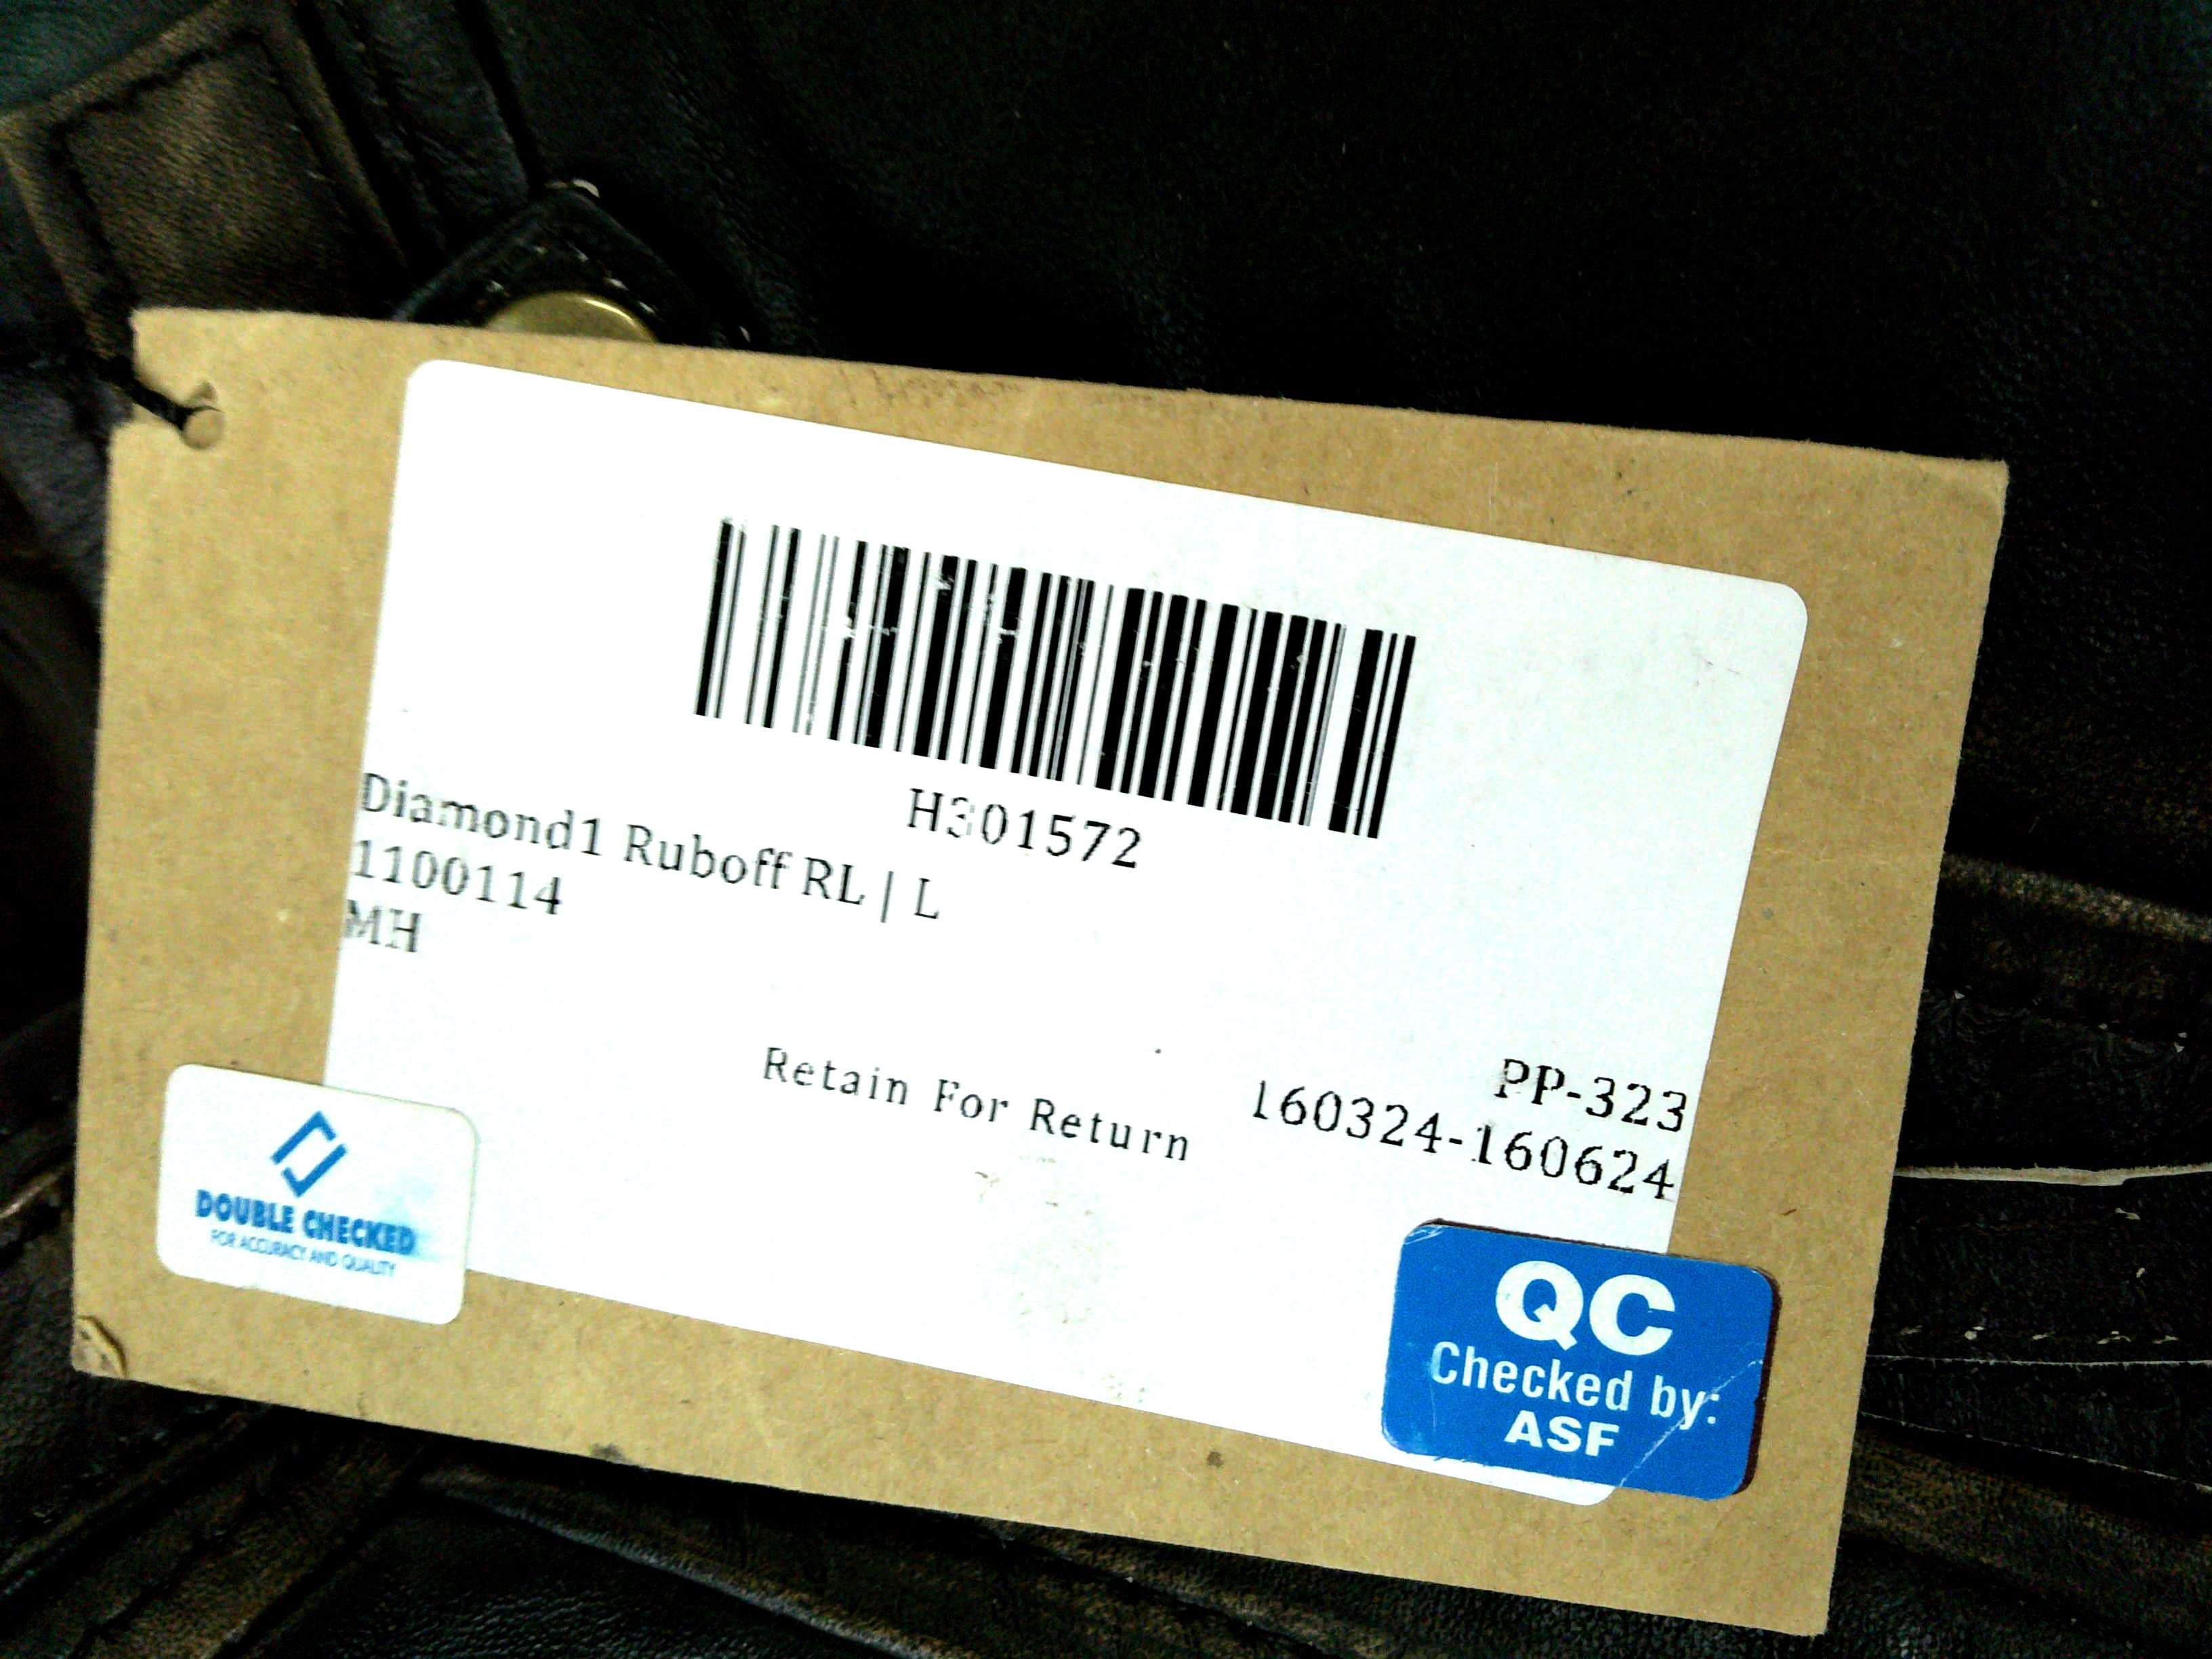 H301572
Diamond1 Ruboff RL | L
1100114
MH
PP-323
160324-160624
Retain For Return
DOUBLE CHECKED
FOR ACCURACY AND QUALITY
QC
Checked by:
ASF